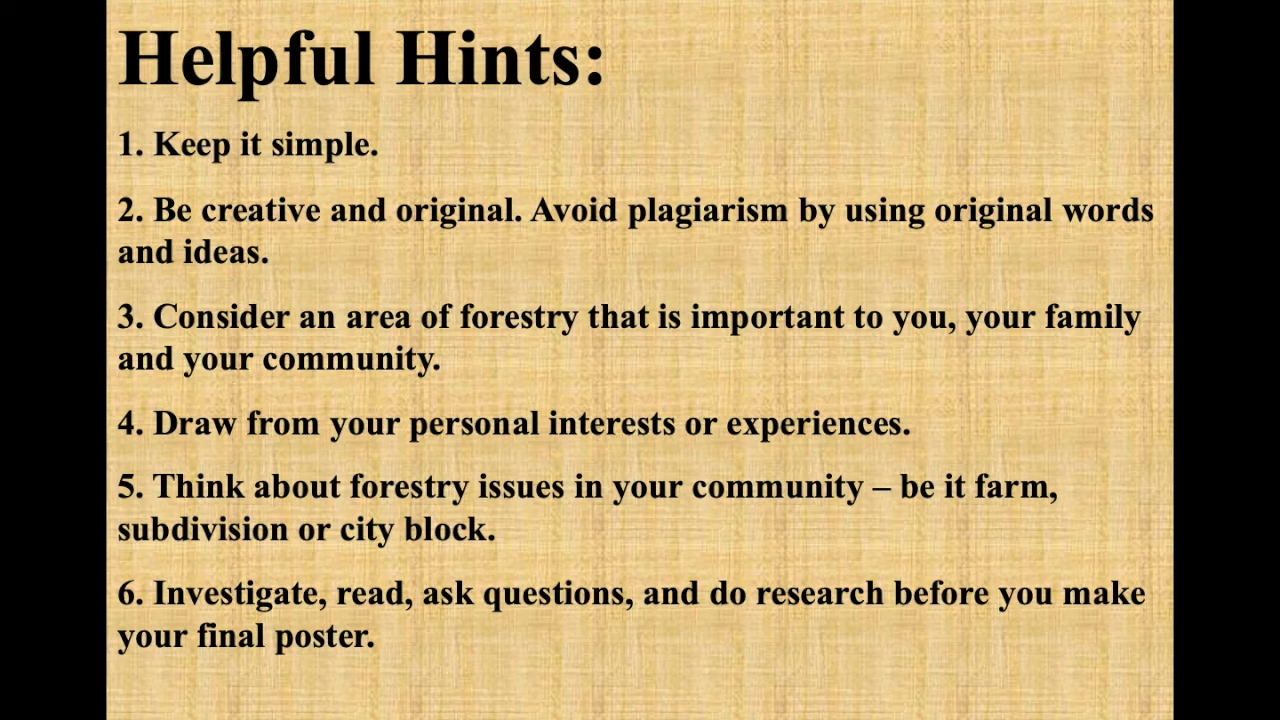 Helpful Hints:
1. Keep it simple.
2. Be creative and original. Avoid plagiarism by using original words
and ideas.
3. Consider an area of forestry that is important to you, your family
and your community.
4. Draw from your personal interests or experiences.
5. Think about forestry issues in your community – be it farm,
subdivision or city block.
6. Investigate, read, ask questions, and do research before you make
your final poster.